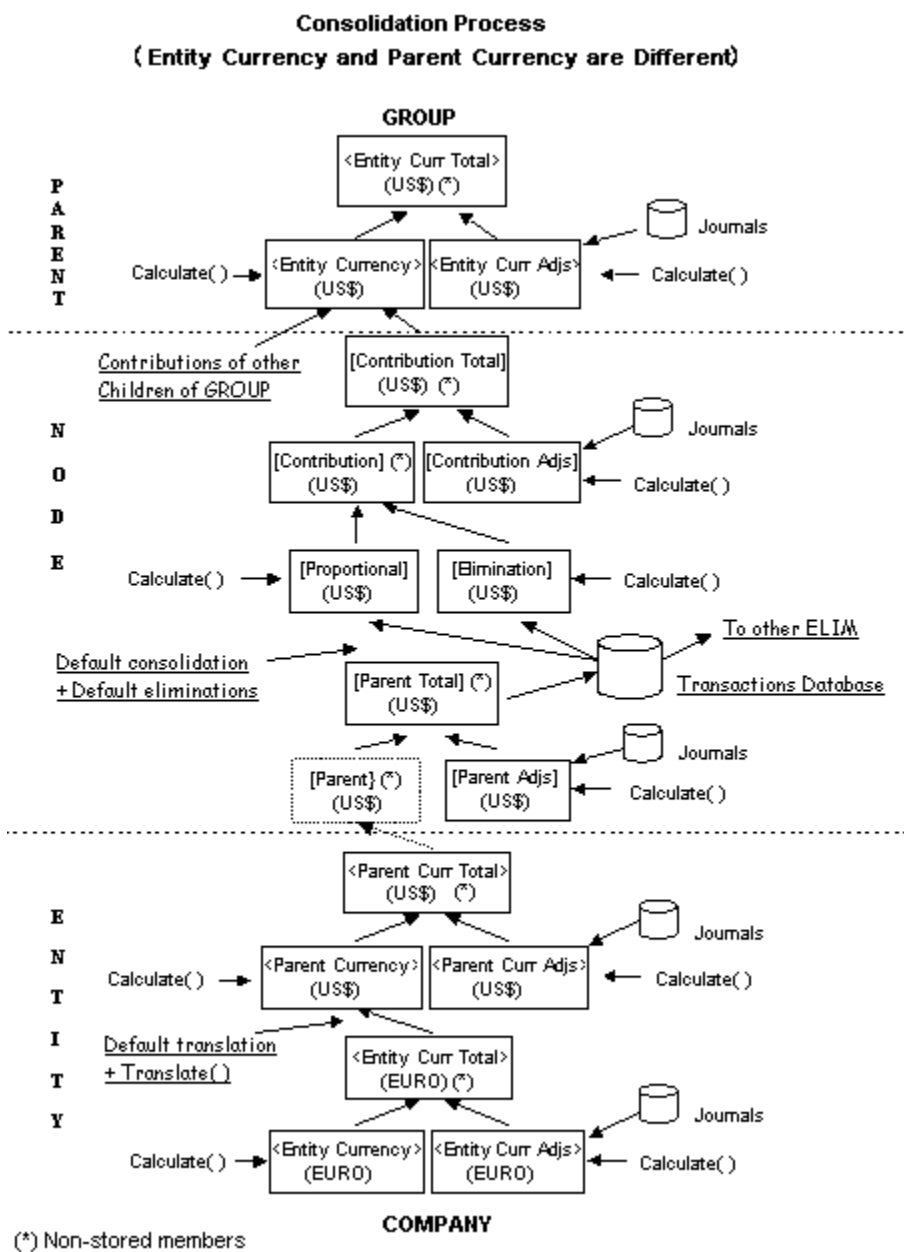 Consolidation Process
( Entity Currency and Parent Currency are Different)
GROUP
<Entity Curr Total>
(US$) (*)
PARENT
Journals
Calculate( )
<Entity Currency>
(US$)
<Entity Curr Adjs>
(US$)
Calculate( )
Contributions of other
Children of GROUP
[Contribution Total]
(US$) (*)
NODE
Journals
[Contribution] (*)
(US$)
[Contribution Adjs]
(US$)
Calculate( )
Calculate( )
[Proportional]
(US$)
[Elimination]
(US$)
Calculate( )
To other ELIM
Default consolidation
+ Default eliminations
[Parent Total] (*)
(US$)
Transactions Database
Journals
[Parent} (*)
(US$)
[Parent Adjs]
(US$)
Calculate( )
<Parent Curr Total>
(US$) (*)
ENTITY
Journals
Calculate( )
<Parent Currency>
(US$)
<Parent Curr Adjs>
(US$)
Calculate( )
Default translation
+ Translate()
<Entity Curr Total>
(EURO) (*)
Journals
Calculate( )
<Entity Currency>
(EURO)
<Entity Curr Adjs>
(EURO)
Calculate( )
COMPANY
(*) Non-stored members